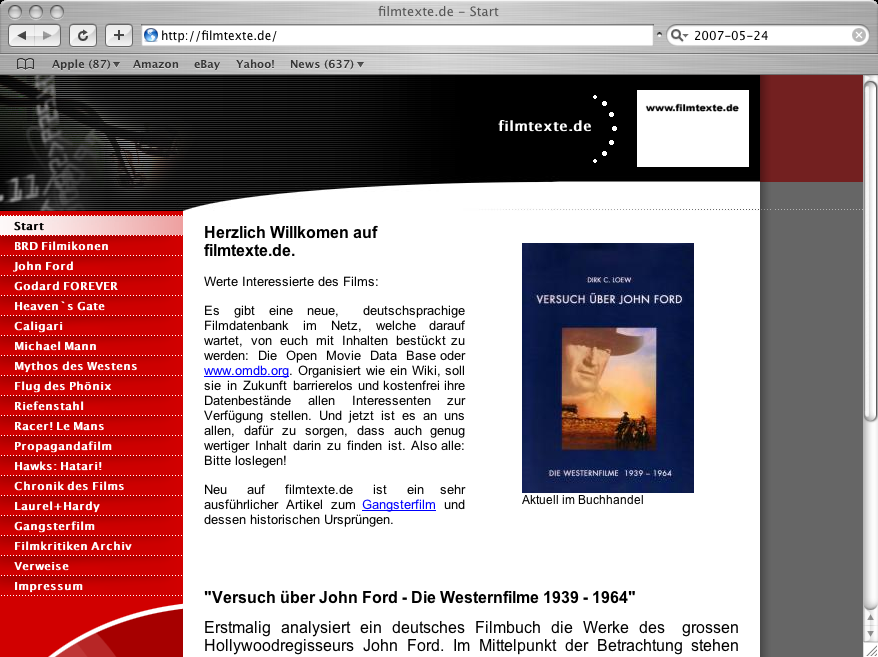 filmtexte.de – Start
http://filmtexte.de/
2007-05-24
Apple (87) Amazon eBay Yahoo! News (637)
filmtexte.de
www.filmtexte.de
Start
BRD Filmikonen
John Ford
Godard FOREVER
Heaven`s Gate
Caligari
Michael Mann
Mythos des Westens
Flug des Phönix
Riefenstahl
Racer! Le Mans
Propagandafilm
Hawks: Hatari!
Chronik des Films
Laurel+Hardy
Gangsterfilm
Filmkritiken Archiv
Verweise
Impressum
Herzlich Willkomen auf
filmtexte.de.
Werte Interessierte des Films:
Es gibt eine neue, deutschsprachige
Filmdatenbank im Netz, welche darauf
wartet, von euch mit Inhalten bestückt zu
werden: Die Open Movie Data Base oder
www.omdb.org. Organisiert wie ein Wiki, soll
sie in Zukunft barrierelos und kostenfrei ihre
Datenbestände allen Interessenten zur
Verfügung stellen. Und jetzt ist es an uns
allen, dafür zu sorgen, dass auch genug
wertiger Inhalt darin zu finden ist. Also alle:
Bitte loslegen!
Neu auf filmtexte.de ist ein sehr
ausführlicher Artikel zum Gangsterfilm und
dessen historischen Ursprüngen.
DIRK C. LOEW
VERSUCH ÜBER JOHN FORD
DIE WESTERNFILME 1939 – 1964
Aktuell im Buchhandel
"Versuch über John Ford - Die Westernfilme 1939 - 1964"
Erstmalig analysiert ein deutsches Filmbuch die Werke des grossen
Hollywoodregisseurs John Ford. Im Mittelpunkt der Betrachtung stehen